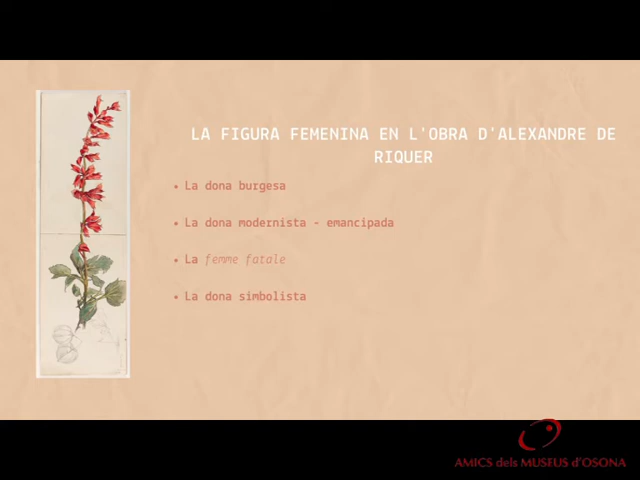 LA FIGURA FEMENINA EN L'OBRA D'ALEXANDRE DE
RIQUER
• La dona burgesa
• La dona modernista - emancipada
• La femme fatale
• La dona simbolista
AMICS dels MUSEUS d'OSONA